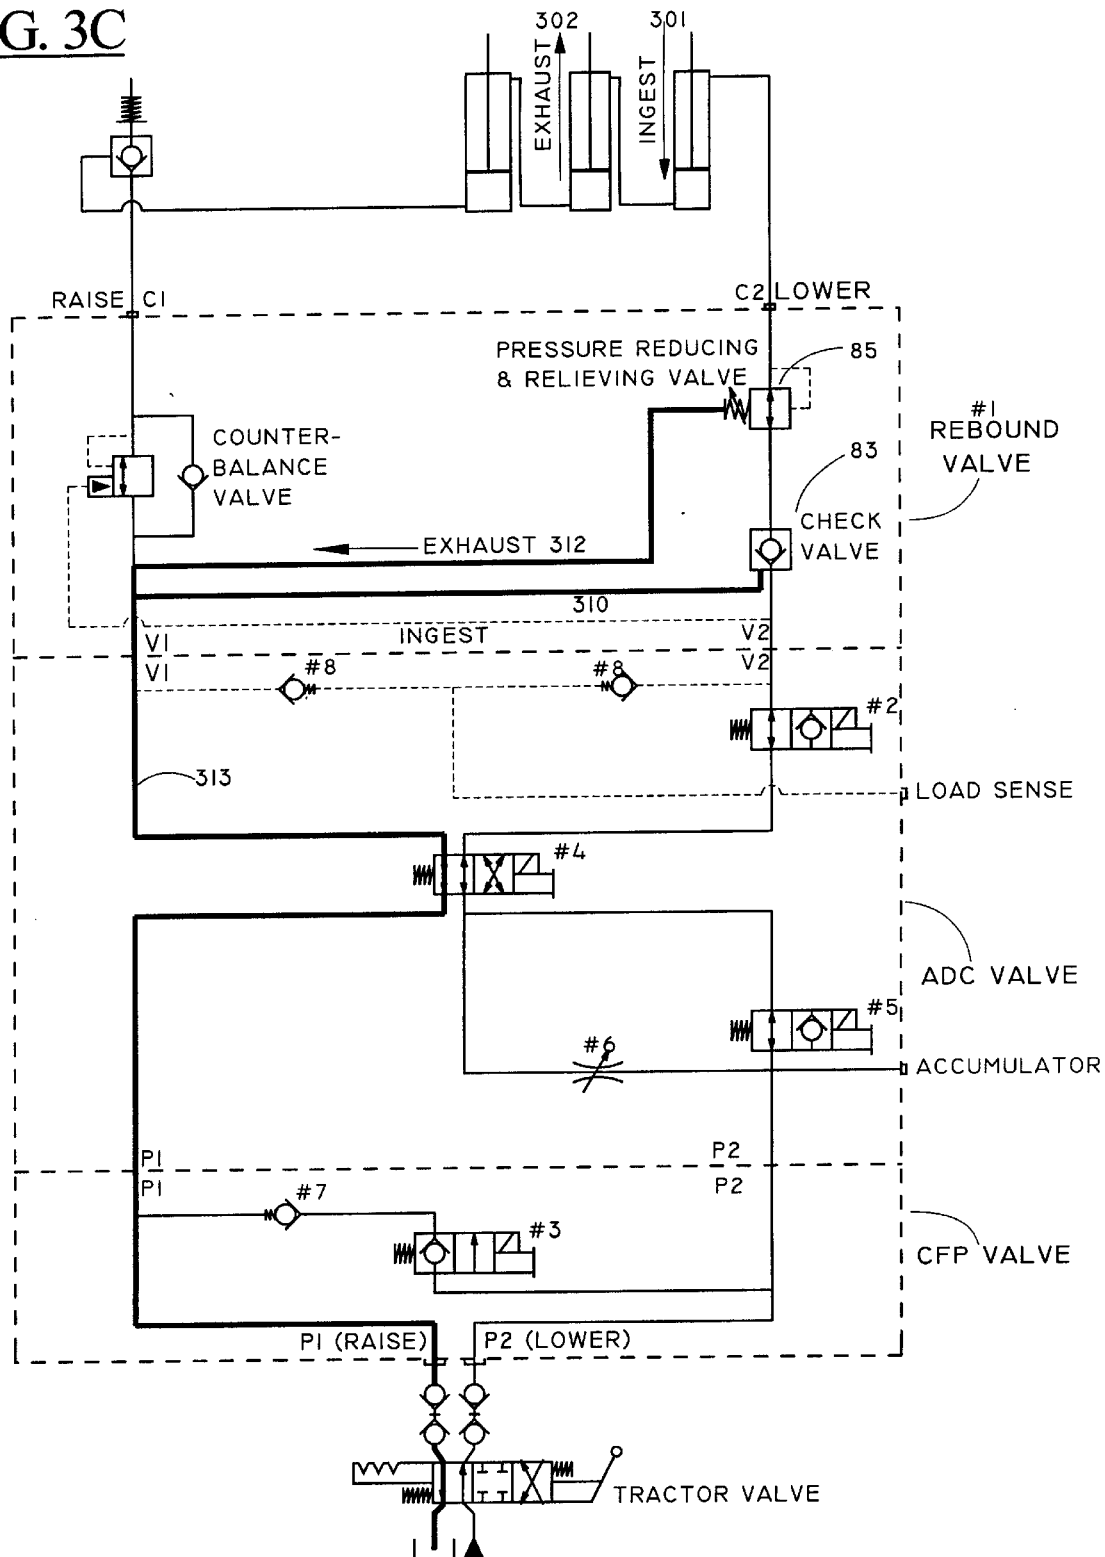 G. 3C
302
301
EXHAUST
INGEST
RAISE C1
C2 LOWER
PRESSURE REDUCING
& RELIEVING VALVE
85
#1
REBOUND
VALVE
COUNTER-
BALANCE
VALVE
83
CHECK
VALVE
EXHAUST 312
310
INGEST
V1
V2
V1
V2
#8
#8
#2
313
LOAD SENSE
#4
ADC VALVE
#5
#6
ACCUMULATOR
P1
P2
P1
P2
#7
#3
CFP VALVE
P1 (RAISE)
P2 (LOWER)
TRACTOR VALVE